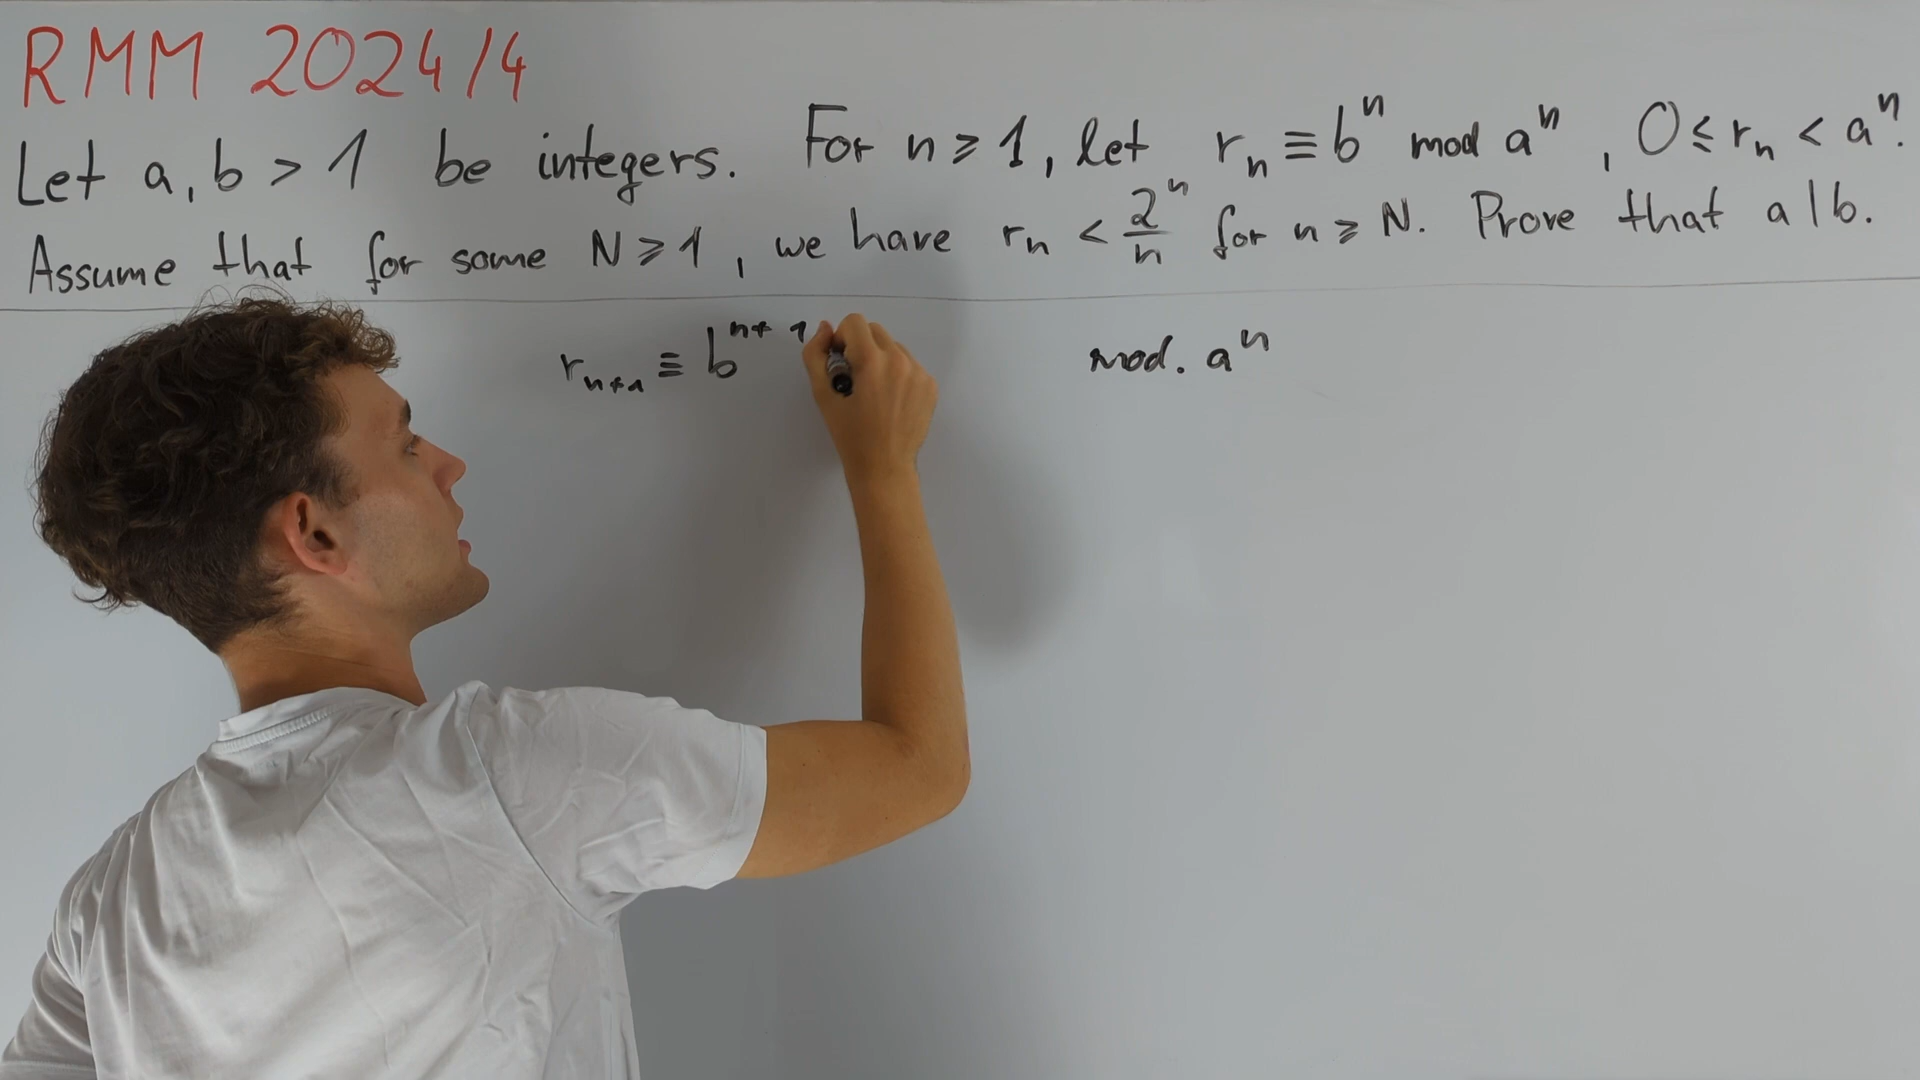 RMM 2024/4
Let a, b > 1 be integers. For n ≥ 1, let rₙ ≡ bⁿ mod aⁿ, 0 ≤ rₙ < aⁿ.
Assume that for some N ≥ 1, we have rₙ < 2ⁿ/n for n ≥ N. Prove that a | b.
rₙ₊₁ ≡ bⁿ⁺¹ mod. aⁿ